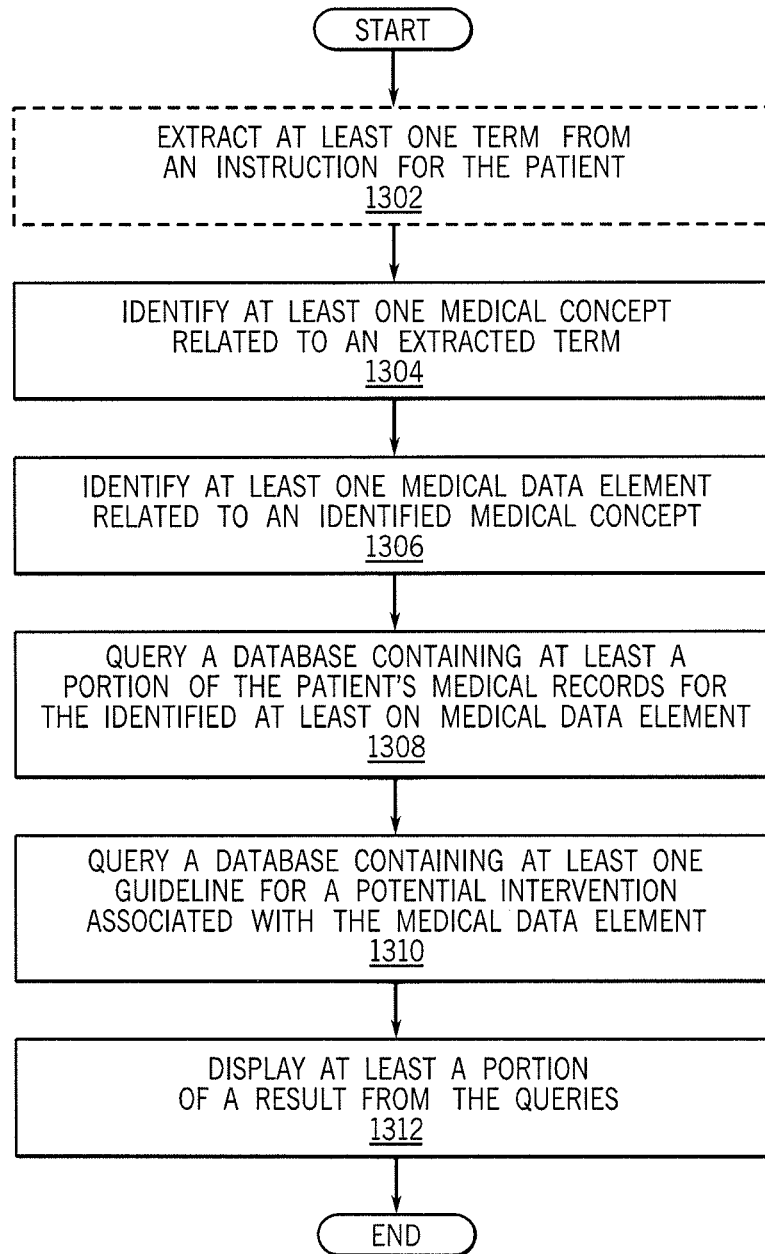 START
EXTRACT AT LEAST ONE TERM FROM
AN INSTRUCTION FOR THE PATIENT
1302
IDENTIFY AT LEAST ONE MEDICAL CONCEPT
RELATED TO AN EXTRACTED TERM
1304
IDENTIFY AT LEAST ONE MEDICAL DATA ELEMENT
RELATED TO AN IDENTIFIED MEDICAL CONCEPT
1306
QUERY A DATABASE CONTAINING AT LEAST A
PORTION OF THE PATIENT'S MEDICAL RECORDS FOR
THE IDENTIFIED AT LEAST ON MEDICAL DATA ELEMENT
1308
QUERY A DATABASE CONTAINING AT LEAST ONE
GUIDELINE FOR A POTENTIAL INTERVENTION
ASSOCIATED WITH THE MEDICAL DATA ELEMENT
1310
DISPLAY AT LEAST A PORTION
OF A RESULT FROM THE QUERIES
1312
END